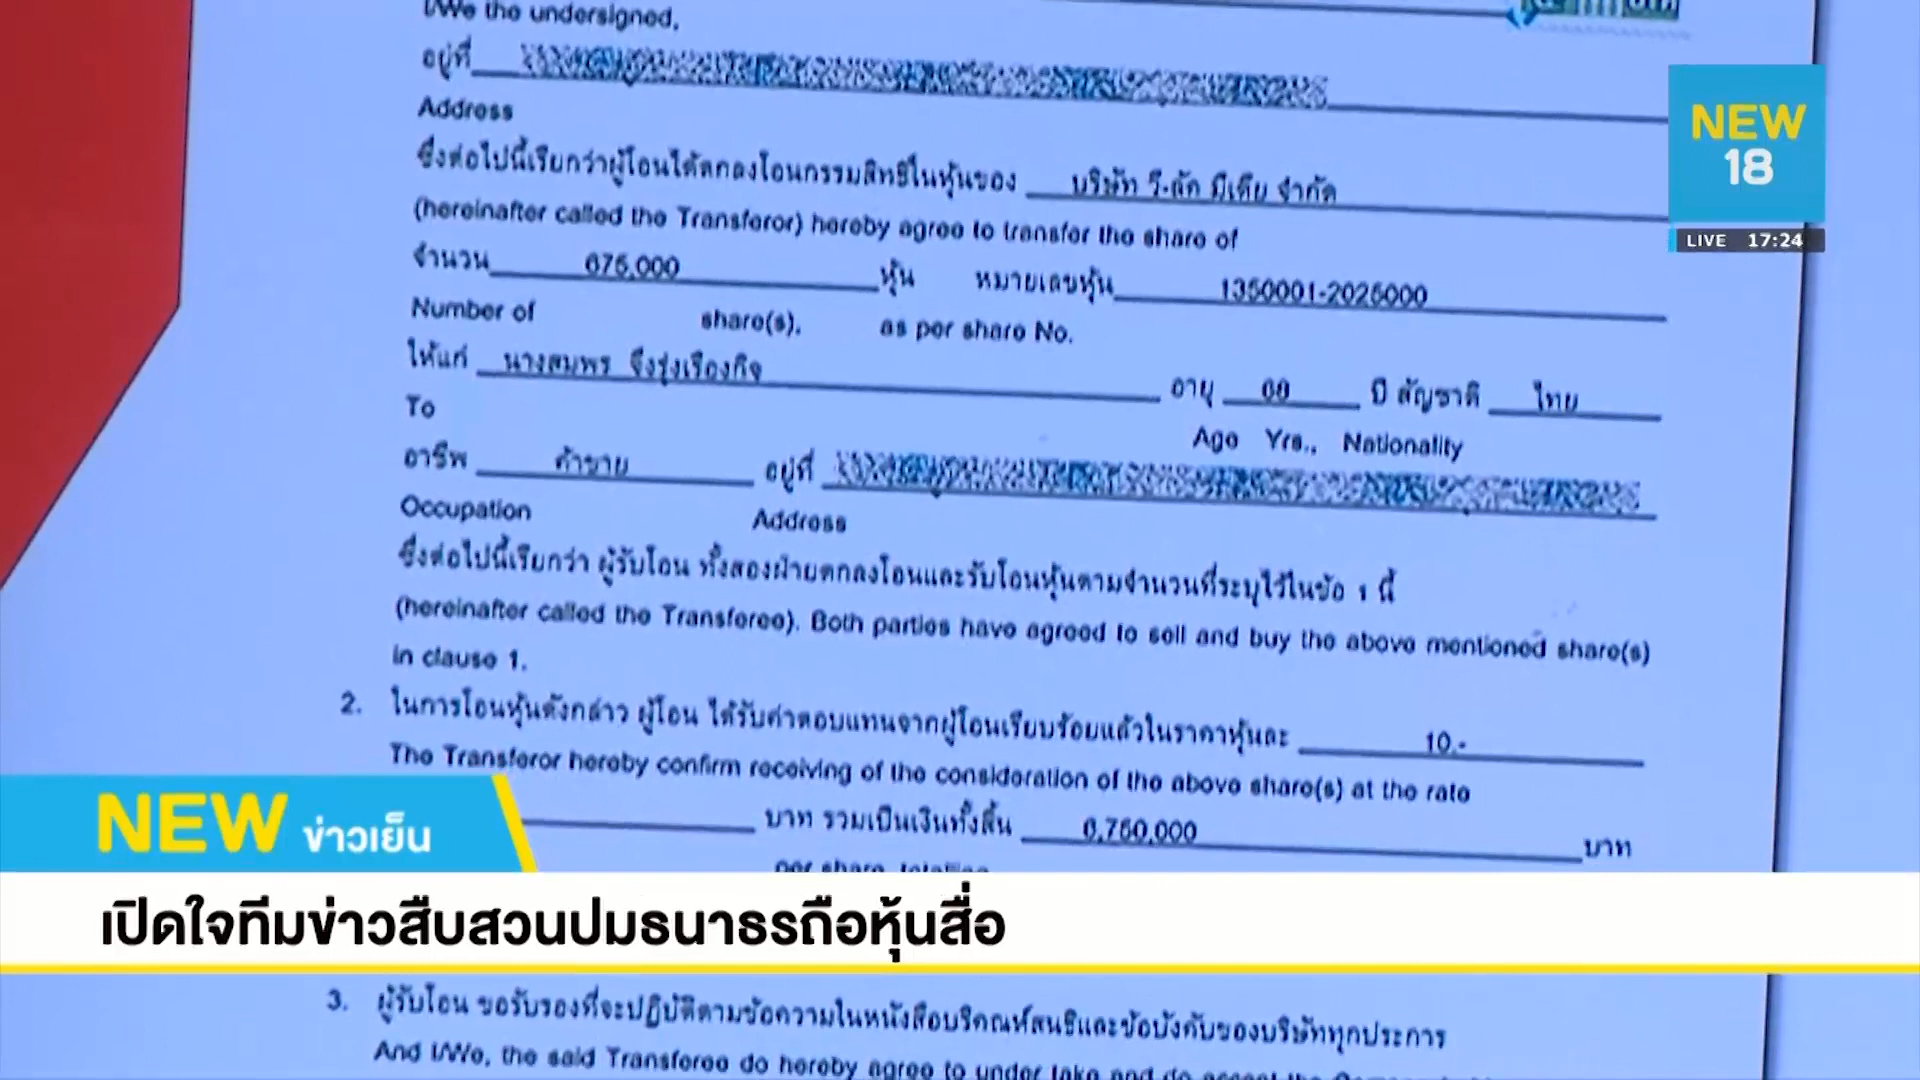 I/We the undersigned,
อยู่ที่
Address
ซึ่งต่อไปนี้เรียกว่าผู้โอนได้ตกลงโอนกรรมสิทธิ์ในหุ้นของ บริษัท วี-ลัค มีเดีย จำกัด
(hereinafter called the Transferor) hereby agree to transfer the share of
จำนวน 675,000 หุ้น หมายเลขหุ้น 1350001-2025000
Number of share(s), as per share No.
ให้แก่ นางสมพร จึงรุ่งเรืองกิจ อายุ ปี สัญชาติ ไทย
To Age Yrs., Nationality
อาชีพ ค้าขาย อยู่ที่
Occupation Address
ซึ่งต่อไปนี้เรียกว่า ผู้รับโอน ทั้งสองฝ่ายตกลงโอนและรับโอนหุ้นตามจำนวนที่ระบุไว้ในข้อ 1 นี้
(hereinafter called the Transferee). Both parties have agreed to sell and buy the above mentioned share(s)
in clause 1.
2. ในการโอนหุ้นดังกล่าว ผู้โอน ได้รับค่าตอบแทนจากผู้โอนเรียบร้อยแล้วในราคาหุ้นละ 10.-
The Transferor hereby confirm receiving of the consideration of the above share(s) at the rate
บาท รวมเป็นเงินทั้งสิ้น 6,750,000 บาท
per share, totalling
3. ผู้รับโอน ขอรับรองที่จะปฏิบัติตามข้อความในหนังสือบริคณห์สนธิและข้อบังคับของบริษัททุกประการ
And I/We, the said Transferee do hereby agree to under take and do accept the
NEW
18
LIVE 17:24
NEW ข่าวเย็น
เปิดใจทีมข่าวสืบสวนปมธนาธรถือหุ้นสื่อ